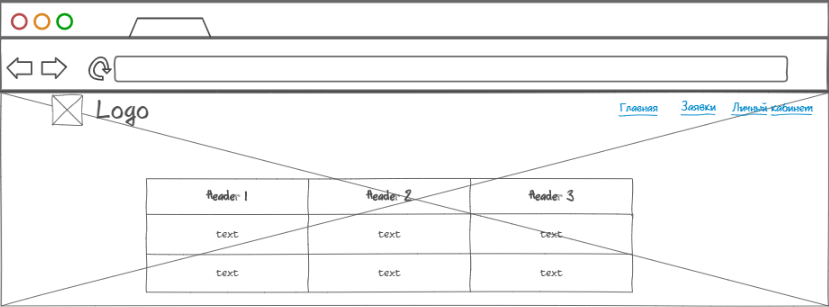 Logo
Главная Заявки Личный кабинет
Header 1 Header 2 Header 3
text text text
text text text